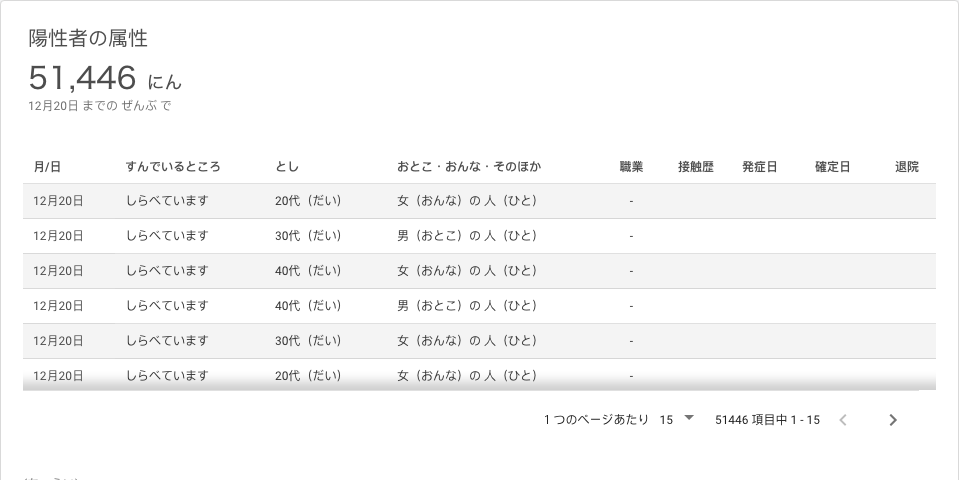 陽性者の属性
51,446 にん
12月20日 までの ぜんぶ で
月/日 すんでいるところ とし おとこ・おんな・そのほか 職業 接触歴 発症日 確定日 退院
12月20日 しらべています 20代（だい） 女（おんな）の 人（ひと） -
12月20日 しらべています 30代（だい） 男（おとこ）の 人（ひと） -
12月20日 しらべています 40代（だい） 女（おんな）の 人（ひと） -
12月20日 しらべています 40代（だい） 男（おとこ）の 人（ひと） -
12月20日 しらべています 30代（だい） 女（おんな）の 人（ひと） -
12月20日 しらべています 20代（だい） 女（おんな）の 人（ひと） -
1 つのページあたり 15 51446 項目中 1 - 15